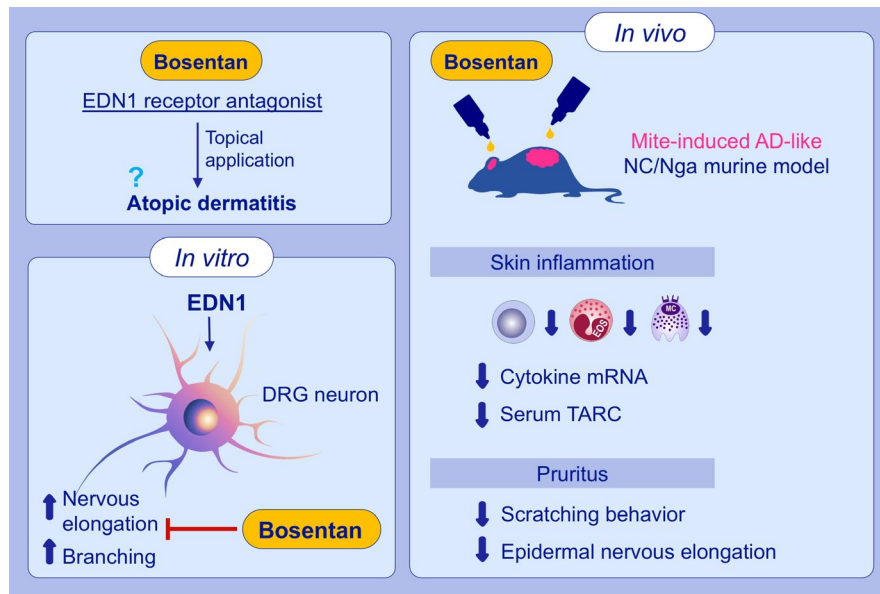 Bosentan
EDN1 receptor antagonist
Topical
application
?
Atopic dermatitis
In vitro
EDN1
DRG neuron
Nervous
elongation
Branching
Bosentan
In vivo
Bosentan
Mite-induced AD-like
NC/Nga murine model
Skin inflammation
EOS
MC
Cytokine mRNA
Serum TARC
Pruritus
Scratching behavior
Epidermal nervous elongation